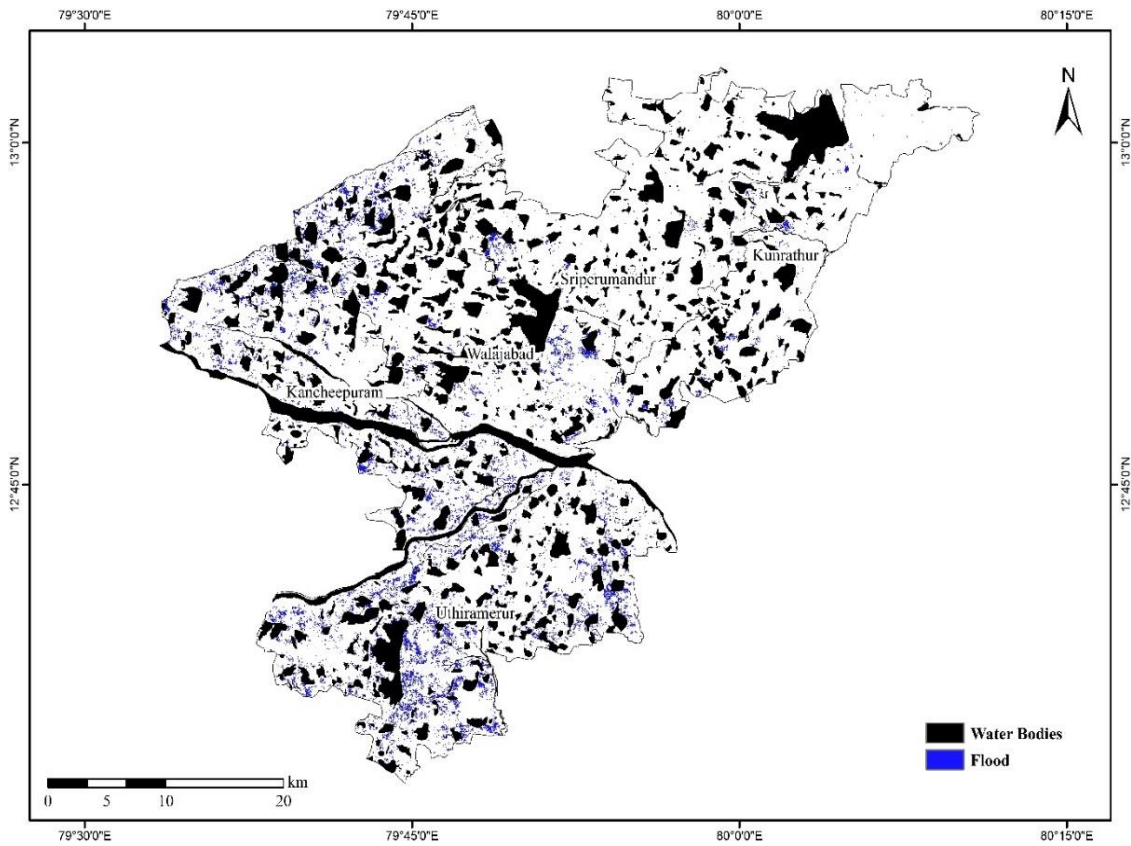 79°30'0"E
79°45'0"E
80°0'0"E
80°15'0"E
N
13°0'0"N
13°0'0"N
Kunrathur
Sriperumandur
Walajabad
Kancheepuram
12°45'0"N
12°45'0"N
Uthiramerur
Water Bodies
Flood
km
0 5 10 20
79°30'0"E
79°45'0"E
80°0'0"E
80°15'0"E